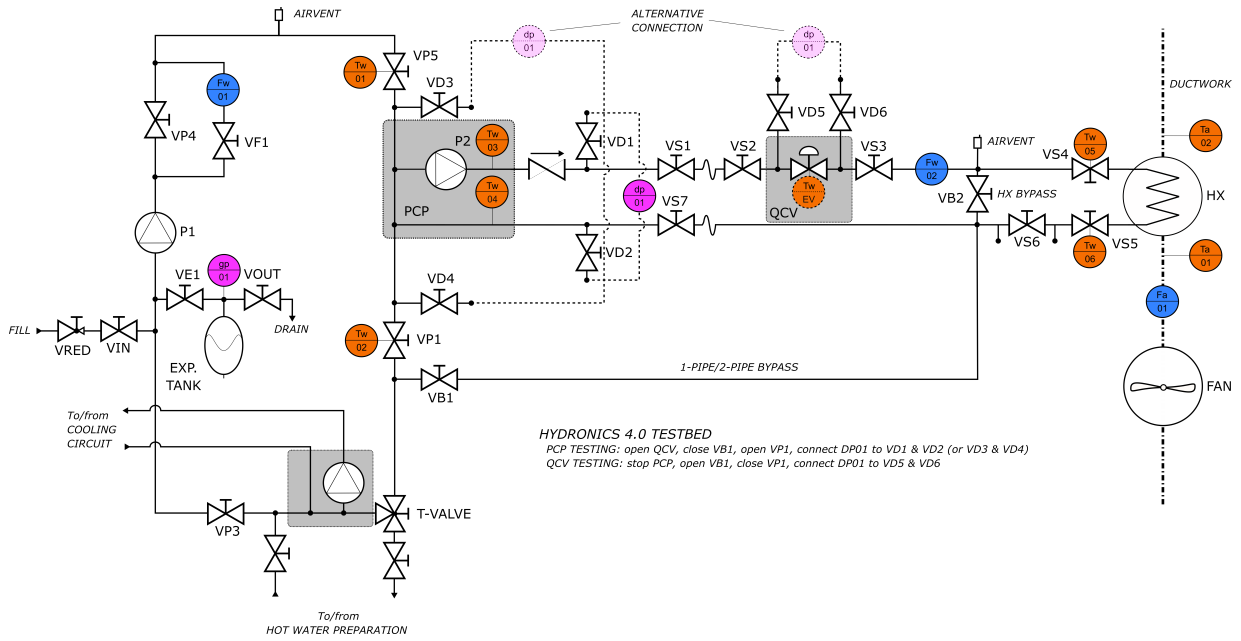 AIRVENT
ALTERNATIVE
CONNECTION
dp
01
dp
01
VP5
Tw
01
VD3
VD5
VD6
DUCTWORK
Fw
01
VP4
VF1
P2
Tw
03
VD1
VS1
VS2
VS3
AIRVENT
Tw
05
VS4
Ta
02
Fw
02
Tw
04
PCP
dp
01
Tw
EV
QCV
VB2
HX BYPASS
HX
VS7
P1
VD2
VS6
VS5
Tw
06
Ta
01
gp
01
VE1
VOUT
VD4
Fa
01
FILL
VRED
VIN
DRAIN
EXP.
TANK
Tw
02
VP1
1-PIPE/2-PIPE BYPASS
VB1
FAN
To/from
COOLING
CIRCUIT
HYDRONICS 4.0 TESTBED
PCP TESTING: open QCV, close VB1, open VP1, connect DP01 to VD1 & VD2 (or VD3 & VD4)
QCV TESTING: stop PCP, open VB1, close VP1, connect DP01 to VD5 & VD6
VP3
T-VALVE
To/from
HOT WATER PREPARATION